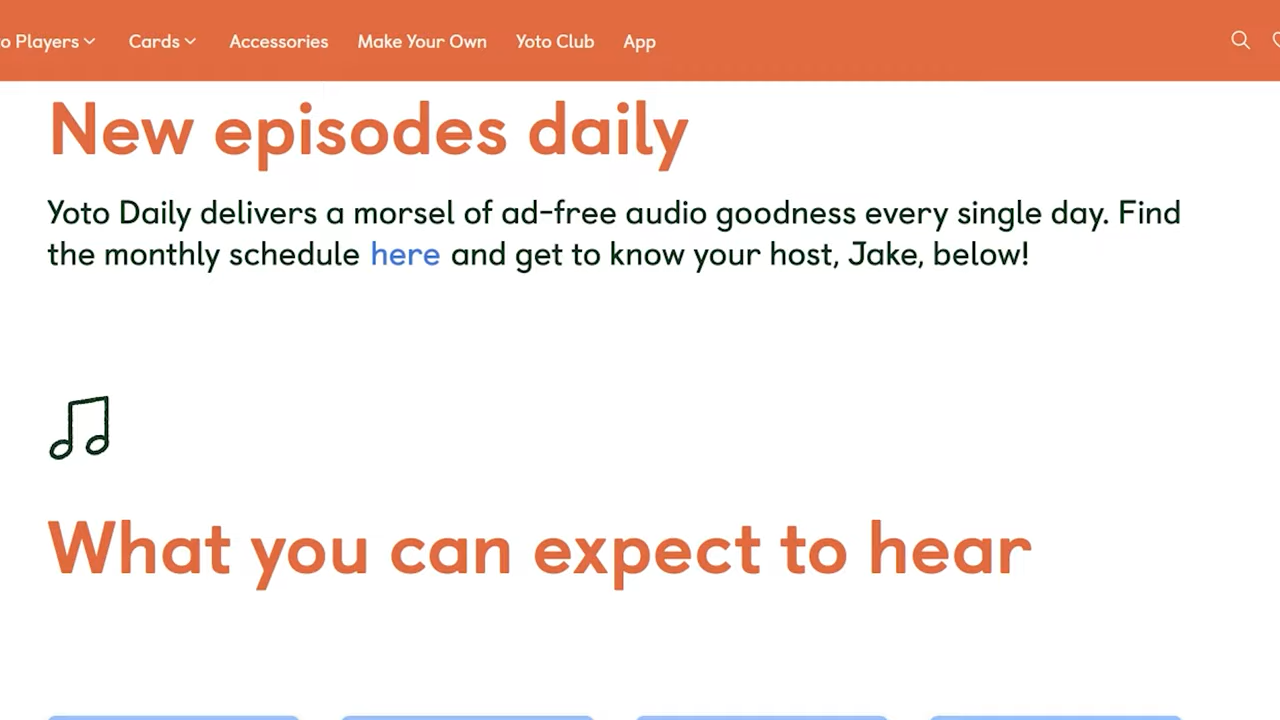 o Players
Cards
Accessories
Make Your Own
Yoto Club
App
New episodes daily
Yoto Daily delivers a morsel of ad-free audio goodness every single day. Find
the monthly schedule here and get to know your host, Jake, below!
What you can expect to hear